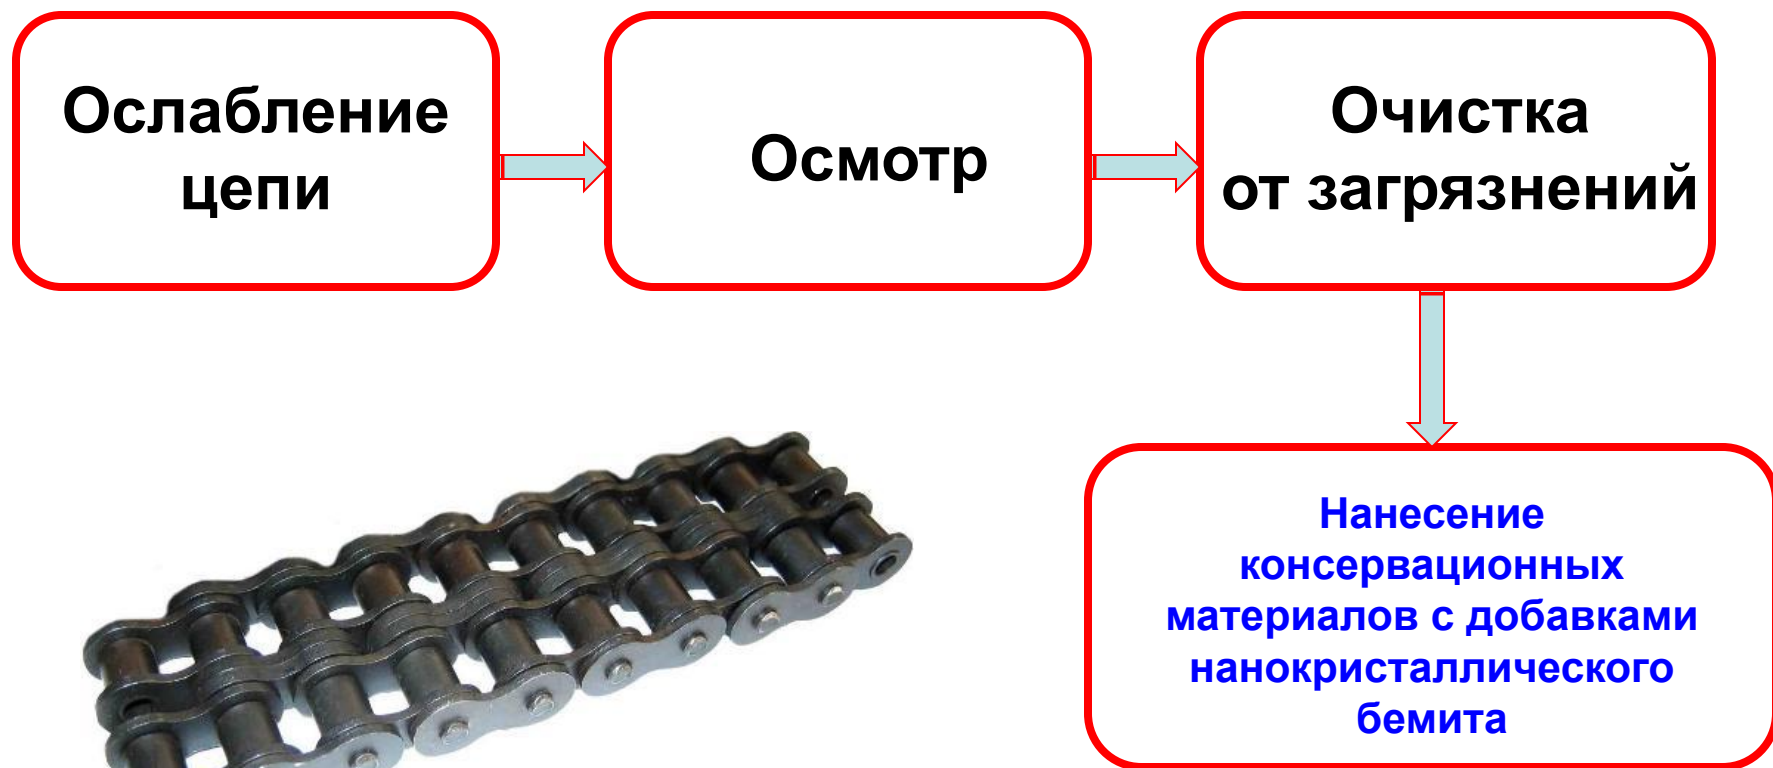 Ослабление
цепи
Осмотр
Очистка
от загрязнений
Нанесение
консервационных
материалов с добавками
нанокристаллического
бемита